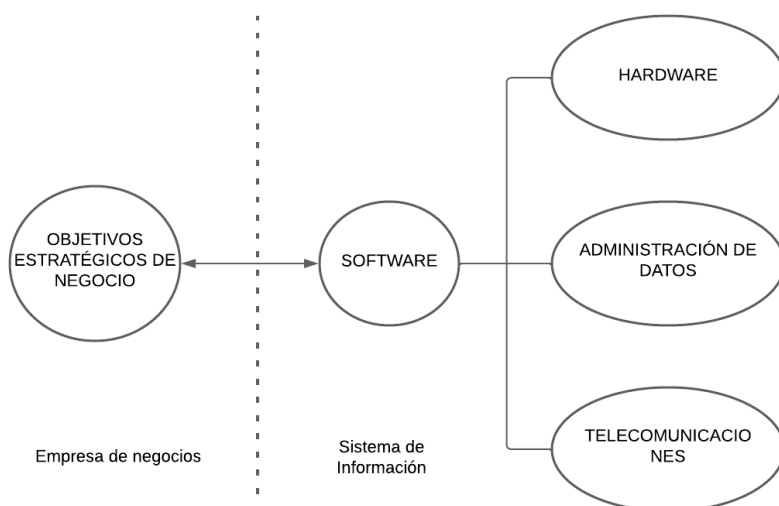 HARDWARE
OBJETIVOS
ESTRATÉGICOS DE
NEGOCIO
SOFTWARE
ADMINISTRACIÓN DE
DATOS
TELECOMUNICACIO
NES
Empresa de negocios
Sistema de
Información